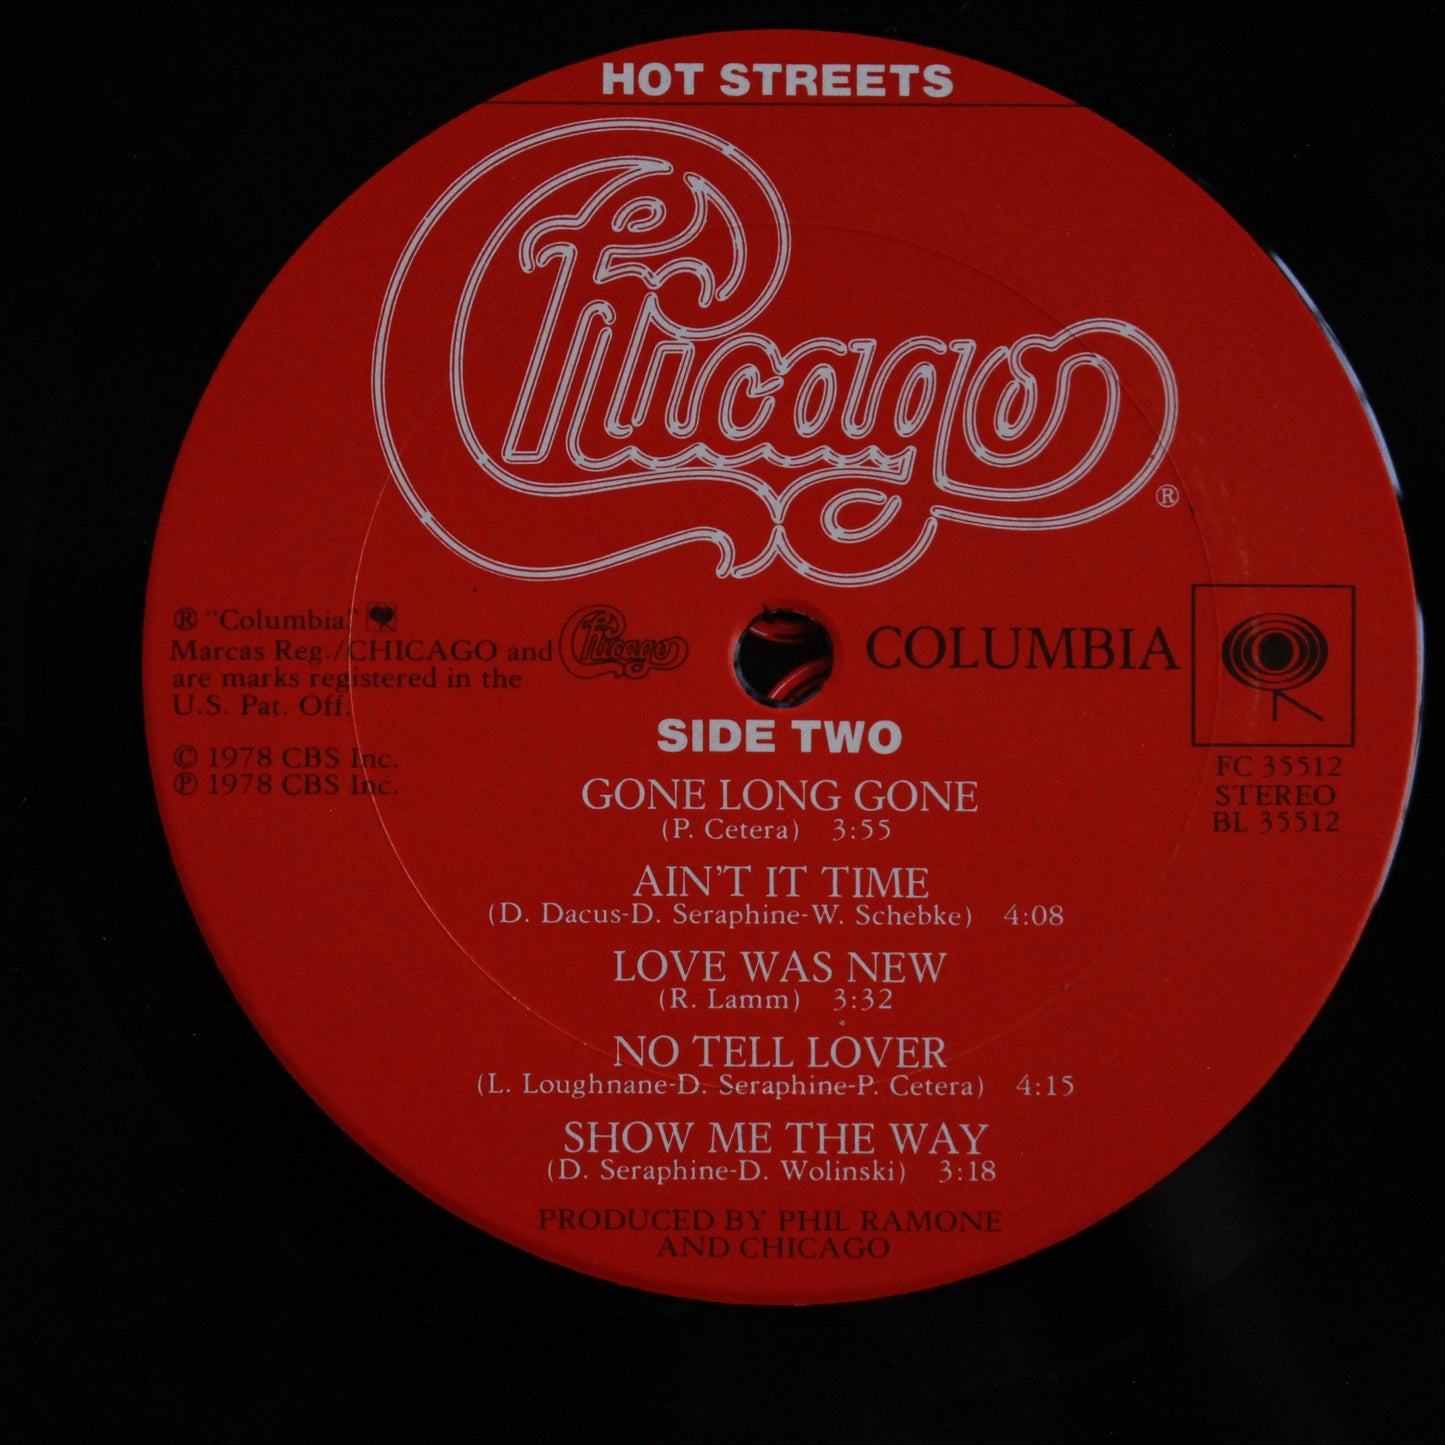 HOT STREETS
Chicago
®
® "Columbia"
Marcas Reg./CHICAGO and Chicago
are marks registered in the
U.S. Pat. Off.
© 1978 CBS Inc.
℗ 1978 CBS Inc.
COLUMBIA
FC 35512
STEREO
BL 35512
SIDE TWO
GONE LONG GONE
(P. Cetera) 3:55
AIN'T IT TIME
(D. Dacus-D. Seraphine-W. Schebke) 4:08
LOVE WAS NEW
(R. Lamm) 3:32
NO TELL LOVER
(L. Loughnane-D. Seraphine-P. Cetera) 4:15
SHOW ME THE WAY
(D. Seraphine-D. Wolinski) 3:18
PRODUCED BY PHIL RAMONE
AND CHICAGO